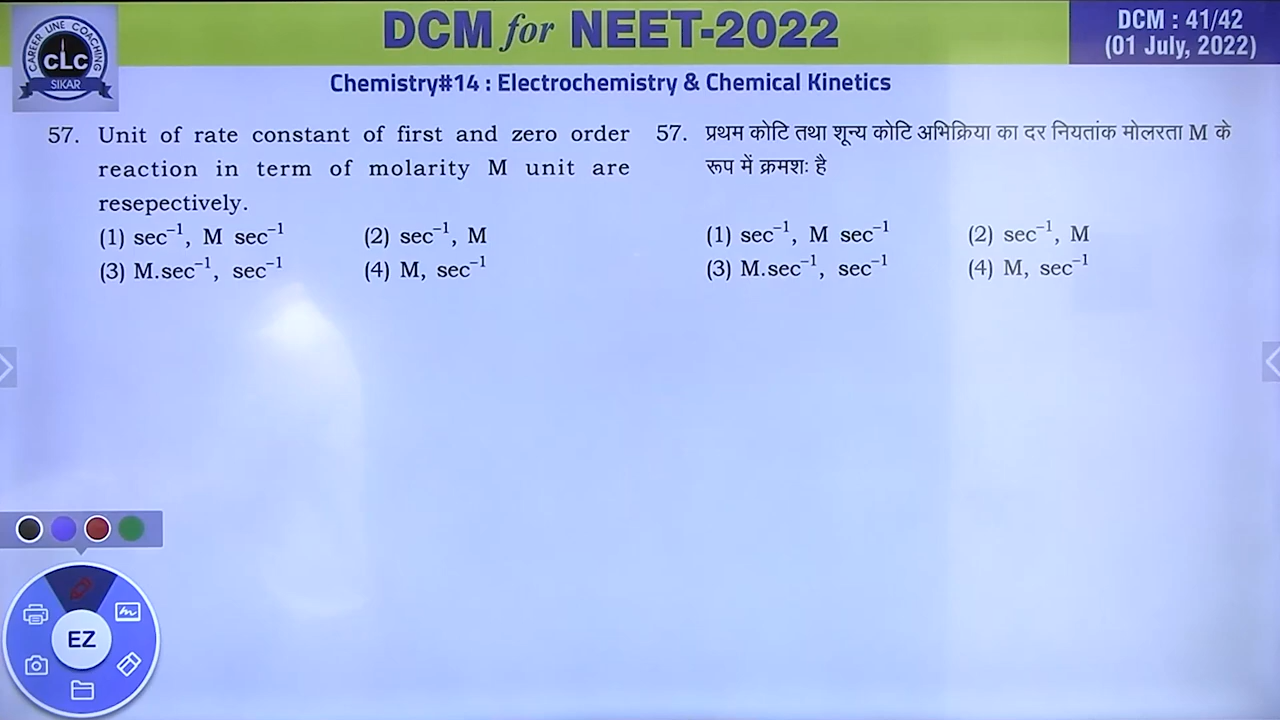 CAREER LINE COACHING
CLC
SIKAR
DCM for NEET-2022
DCM : 41/42
(01 July, 2022)
Chemistry#14 : Electrochemistry & Chemical Kinetics
57. Unit of rate constant of first and zero order
reaction in term of molarity M unit are
resepectively.
(1) sec⁻¹, M sec⁻¹ (2) sec⁻¹, M
(3) M.sec⁻¹, sec⁻¹ (4) M, sec⁻¹
57. प्रथम कोटि तथा शून्य कोटि अभिक्रिया का दर नियतांक मोलरता M के
रूप में क्रमशः है
(1) sec⁻¹, M sec⁻¹ (2) sec⁻¹, M
(3) M.sec⁻¹, sec⁻¹ (4) M, sec⁻¹
EZ